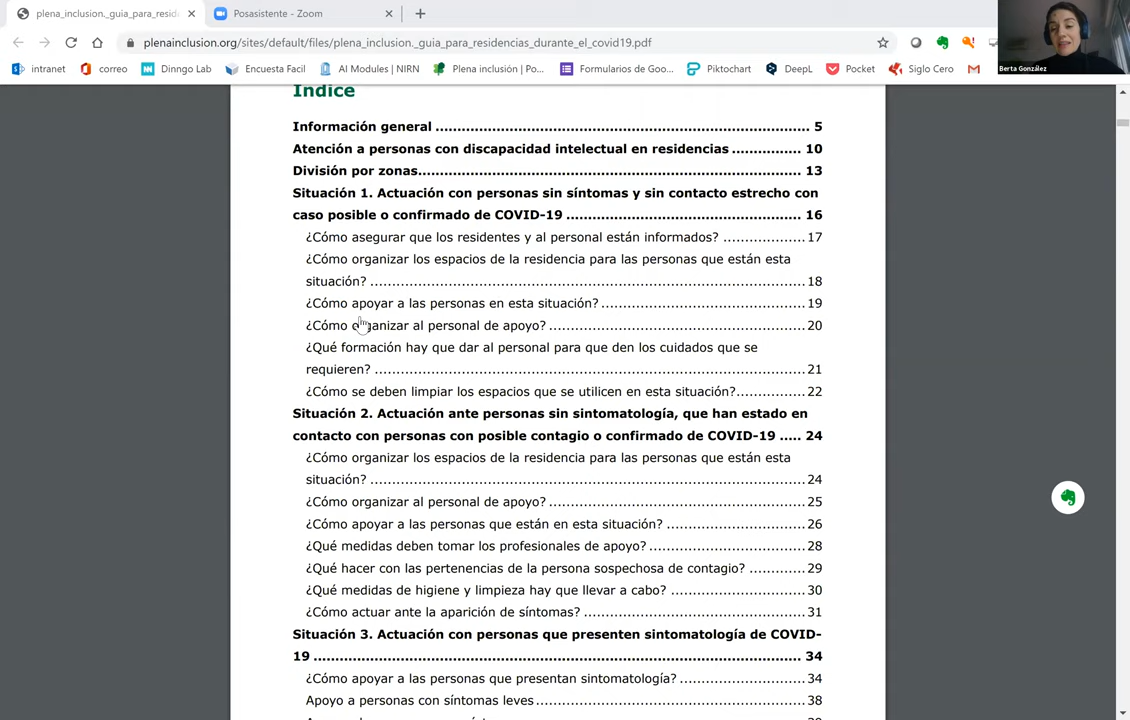 plena_inclusion._guia_para_resid
Posasistente - Zoom
plenainclusion.org/sites/default/files/plena_inclusion._guia_para_residencias_durante_el_covid19.pdf
intranet
correo
Dinngo Lab
Encuesta Facil
AI Modules | NIRN
Plena inclusión | Po...
Formularios de Goo...
Piktochart
DeepL
Pocket
Siglo Cero
Berta González
Índice
Información general ................................................................................ 5
Atención a personas con discapacidad intelectual en residencias ................ 10
División por zonas................................................................................ 13
Situación 1. Actuación con personas sin síntomas y sin contacto estrecho con
caso posible o confirmado de COVID-19 ................................................ 16
¿Cómo asegurar que los residentes y al personal están informados? ................... 17
¿Cómo organizar los espacios de la residencia para las personas que están esta
situación? ................................................................................ 18
¿Cómo apoyar a las personas en esta situación? ............................................ 19
¿Cómo organizar al personal de apoyo? ...................................................... 20
¿Qué formación hay que dar al personal para que den los cuidados que se
requieren? ................................................................................ 21
¿Cómo se deben limpiar los espacios que se utilicen en esta situación?................ 22
Situación 2. Actuación ante personas sin sintomatología, que han estado en
contacto con personas con posible contagio o confirmado de COVID-19 ..... 24
¿Cómo organizar los espacios de la residencia para las personas que están esta
situación? ................................................................................ 24
¿Cómo organizar al personal de apoyo? ...................................................... 25
¿Cómo apoyar a las personas que están en esta situación? .............................. 26
¿Qué medidas deben tomar los profesionales de apoyo? ................................. 28
¿Qué hacer con las pertenencias de la persona sospechosa de contagio? .............. 29
¿Qué medidas de higiene y limpieza hay que llevar a cabo? .............................. 30
¿Cómo actuar ante la aparición de síntomas? ............................................... 31
Situación 3. Actuación con personas que presenten sintomatología de COVID-
19 ................................................................................ 34
¿Cómo apoyar a las personas que presentan sintomatología? ............................ 34
Apoyo a personas con síntomas leves ......................................................... 38